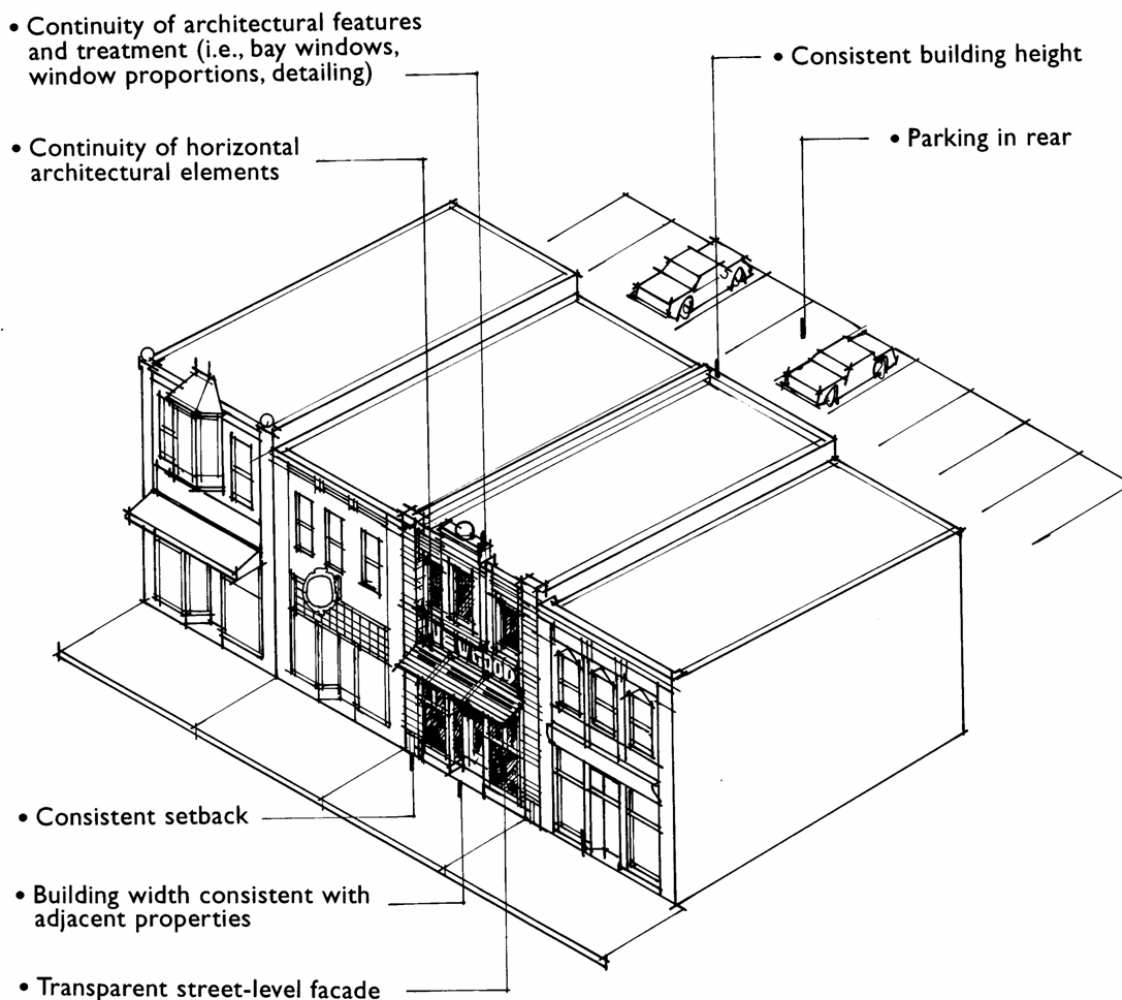 • Continuity of architectural features
and treatment (i.e., bay windows,
window proportions, detailing)
• Consistent building height
• Continuity of horizontal
architectural elements
• Parking in rear
• Consistent setback
• Building width consistent with
adjacent properties
• Transparent street-level facade